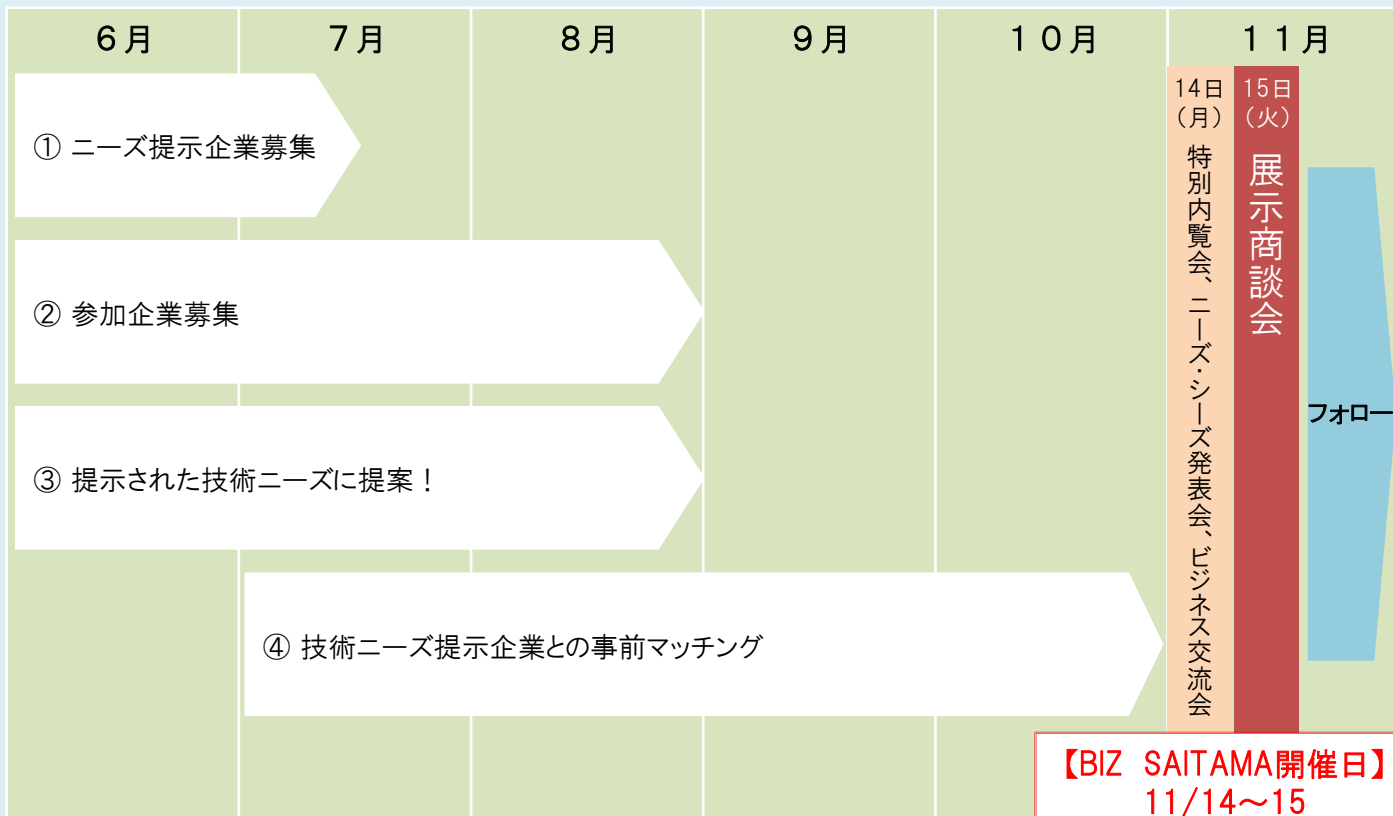 ６月
７月
８月
９月
１０月
１１月
① ニーズ提示企業募集
② 参加企業募集
③ 提示された技術ニーズに提案！
④ 技術ニーズ提示企業との事前マッチング
14日
（月）
特別内覧会、ニーズ・シーズ発表会、ビジネス交流会
15日
（火）
展示商談会
フォロー
【BIZ SAITAMA開催日】
11/14～15